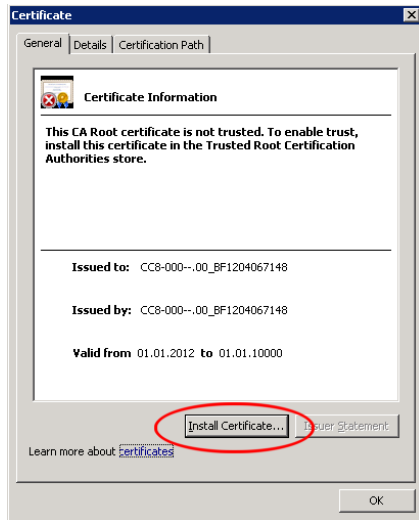 Certificate
General Details Certification Path
Certificate Information
This CA Root certificate is not trusted. To enable trust,
install this certificate in the Trusted Root Certification
Authorities store.
Issued to: CC8-000--.00_BF1204067148
Issued by: CC8-000--.00_BF1204067148
Valid from 01.01.2012 to 01.01.10000
Install Certificate... Issuer Statement
Learn more about certificates
OK